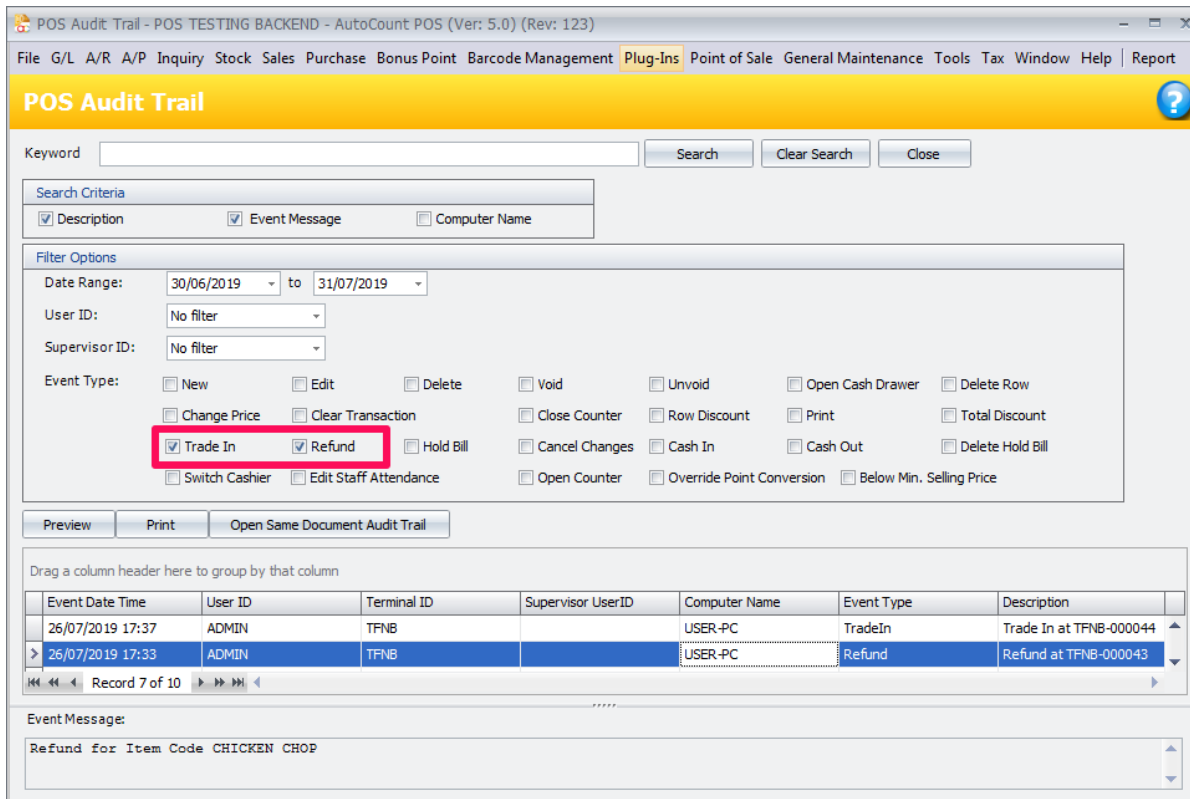 POS Audit Trail - POS TESTING BACKEND - AutoCount POS (Ver: 5.0) (Rev: 123)
File G/L A/R A/P Inquiry Stock Sales Purchase Bonus Point Barcode Management Plug-Ins Point of Sale General Maintenance Tools Tax Window Help | Report
POS Audit Trail ?
Keyword Search Clear Search Close
Search Criteria
Description Event Message Computer Name
Filter Options
Date Range: 30/06/2019 to 31/07/2019
User ID: No filter
Supervisor ID: No filter
Event Type: New Edit Delete Void Unvoid Open Cash Drawer Delete Row
Change Price Clear Transaction Close Counter Row Discount Print Total Discount
Trade In Refund Hold Bill Cancel Changes Cash In Cash Out Delete Hold Bill
Switch Cashier Edit Staff Attendance Open Counter Override Point Conversion Below Min. Selling Price
Preview Print Open Same Document Audit Trail
Drag a column header here to group by that column
Event Date Time User ID Terminal ID Supervisor UserID Computer Name Event Type Description
26/07/2019 17:37 ADMIN TFNB USER-PC TradeIn Trade In at TFNB-000044
26/07/2019 17:33 ADMIN TFNB USER-PC Refund Refund at TFNB-000043
Record 7 of 10
Event Message:
Refund for Item Code CHICKEN CHOP